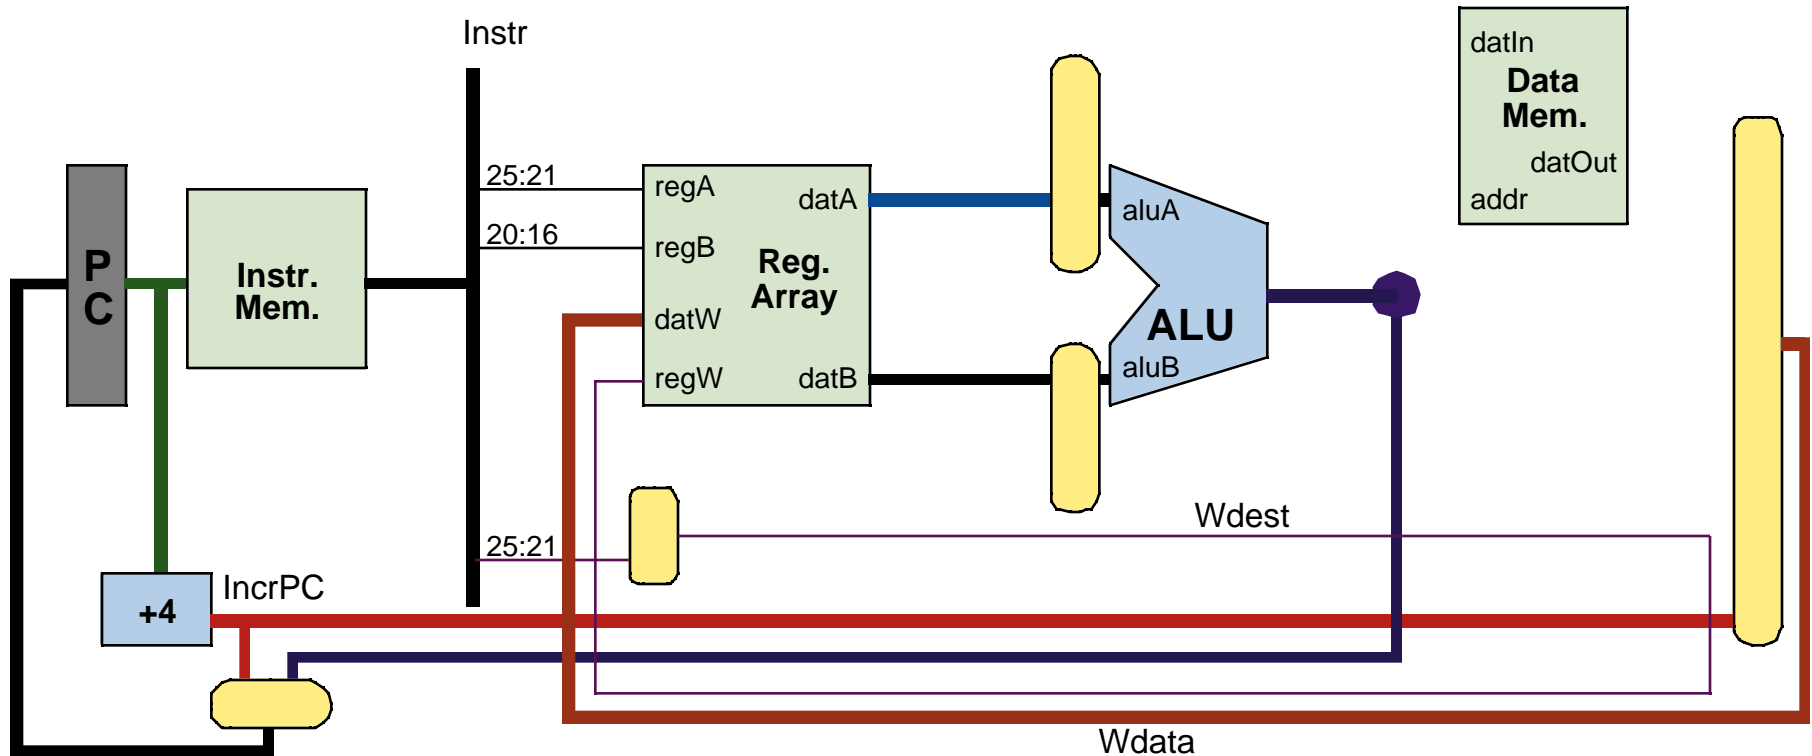 Instr
datIn
Data
Mem.
datOut
addr
25:21
regA
datA
aluA
20:16
regB
P
C
Instr.
Mem.
Reg.
Array
datW
ALU
regW
datB
aluB
Wdest
25:21
IncrPC
+4
Wdata